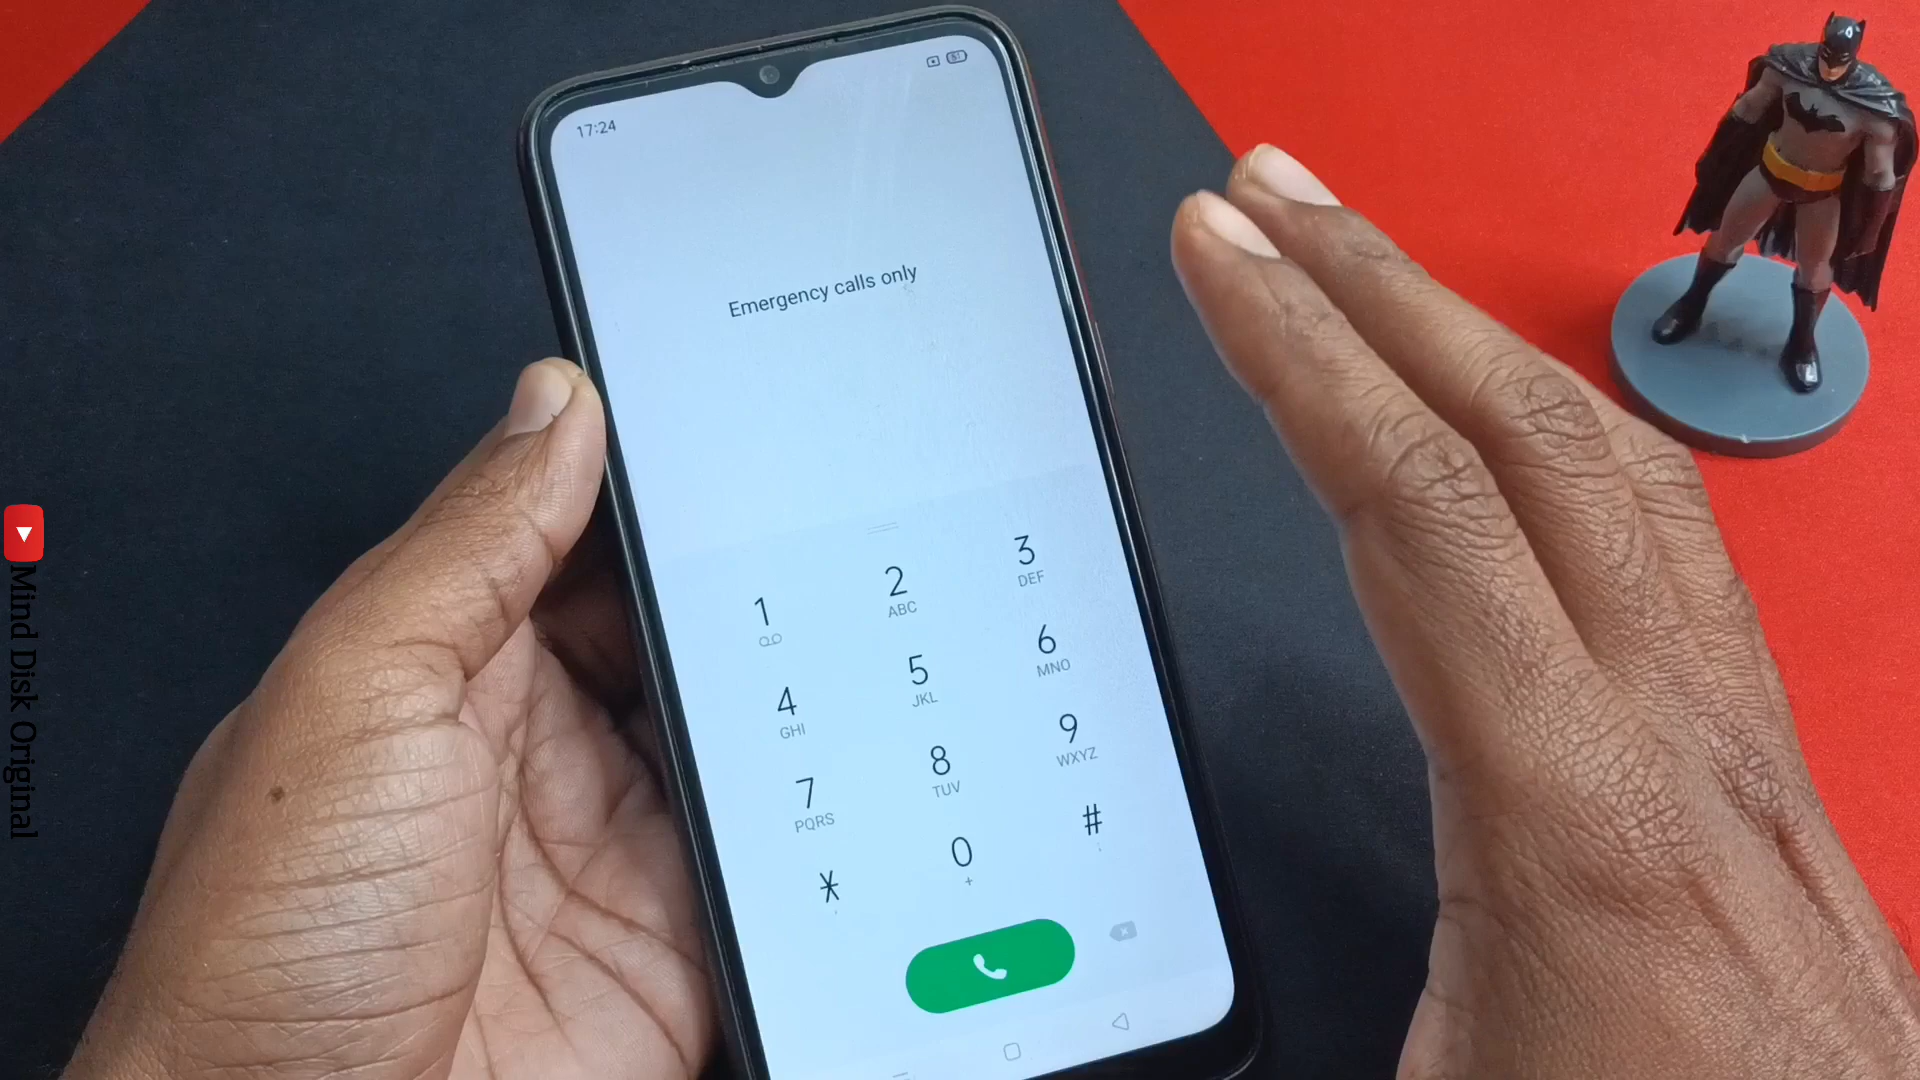 17:24
81
Emergency calls only
1
2
ABC
3
DEF
4
GHI
5
JKL
6
MNO
7
PQRS
8
TUV
9
WXYZ
*
0
+
#
Mind Disk Original